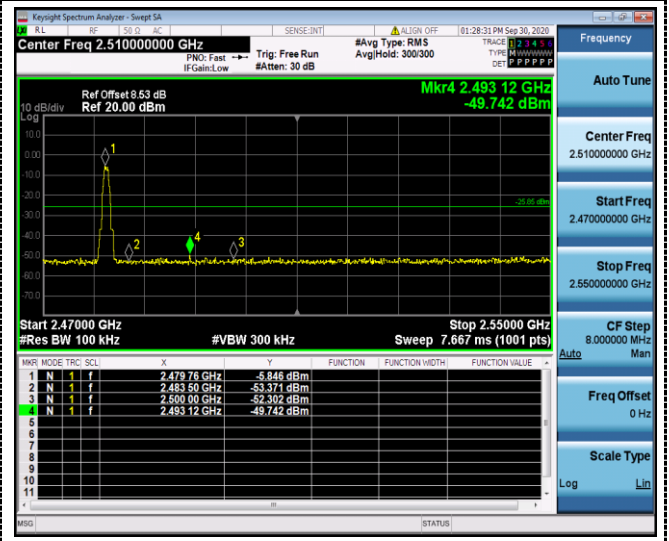 Keysight Spectrum Analyzer - Swept SA
RL RF 50 Ω AC SENSE:INT ALIGN OFF 01:28:31 PM Sep 30, 2020
Center Freq 2.510000000 GHz
PNO: Fast
IFGain:Low
Trig: Free Run
#Atten: 30 dB
#Avg Type: RMS
Avg|Hold: 300/300
TRACE 1 2 3 4 5 6
TYPE M WWWWW
DET P P P P P P
Ref Offset 8.53 dB
10 dB/div Ref 20.00 dBm
Log
Mkr4 2.493 12 GHz
-49.742 dBm
10.0
0.00
-10.0
-20.0
-30.0
-40.0
-50.0
-60.0
-70.0
1
2
4
3
-25.85 dBm
Start 2.47000 GHz Stop 2.55000 GHz
#Res BW 100 kHz #VBW 300 kHz Sweep 7.667 ms (1001 pts)
MKR MODE TRC SCL X Y FUNCTION FUNCTION WIDTH FUNCTION VALUE
1 N 1 f 2.479 76 GHz -5.846 dBm
2 N 1 f 2.483 50 GHz -53.371 dBm
3 N 1 f 2.500 00 GHz -52.302 dBm
4 N 1 f 2.493 12 GHz -49.742 dBm
5
6
7
8
9
10
11
MSG STATUS
Frequency
Auto Tune
Center Freq
2.510000000 GHz
Start Freq
2.470000000 GHz
Stop Freq
2.550000000 GHz
CF Step
8.000000 MHz
Auto Man
Freq Offset
0 Hz
Scale Type
Log Lin